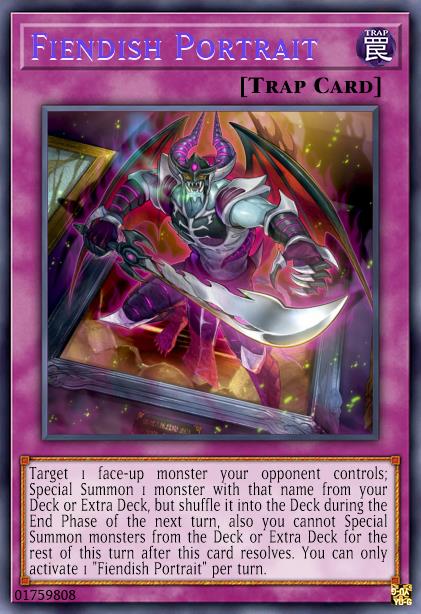 Fiendish Portrait
TRAP
罠
[Trap Card]
Target 1 face-up monster your opponent controls;
Special Summon 1 monster with that name from your
Deck or Extra Deck, but shuffle it into the Deck during the
End Phase of the next turn, also you cannot Special
Summon monsters from the Deck or Extra Deck for the
rest of this turn after this card resolves. You can only
activate 1 "Fiendish Portrait" per turn.
01759808